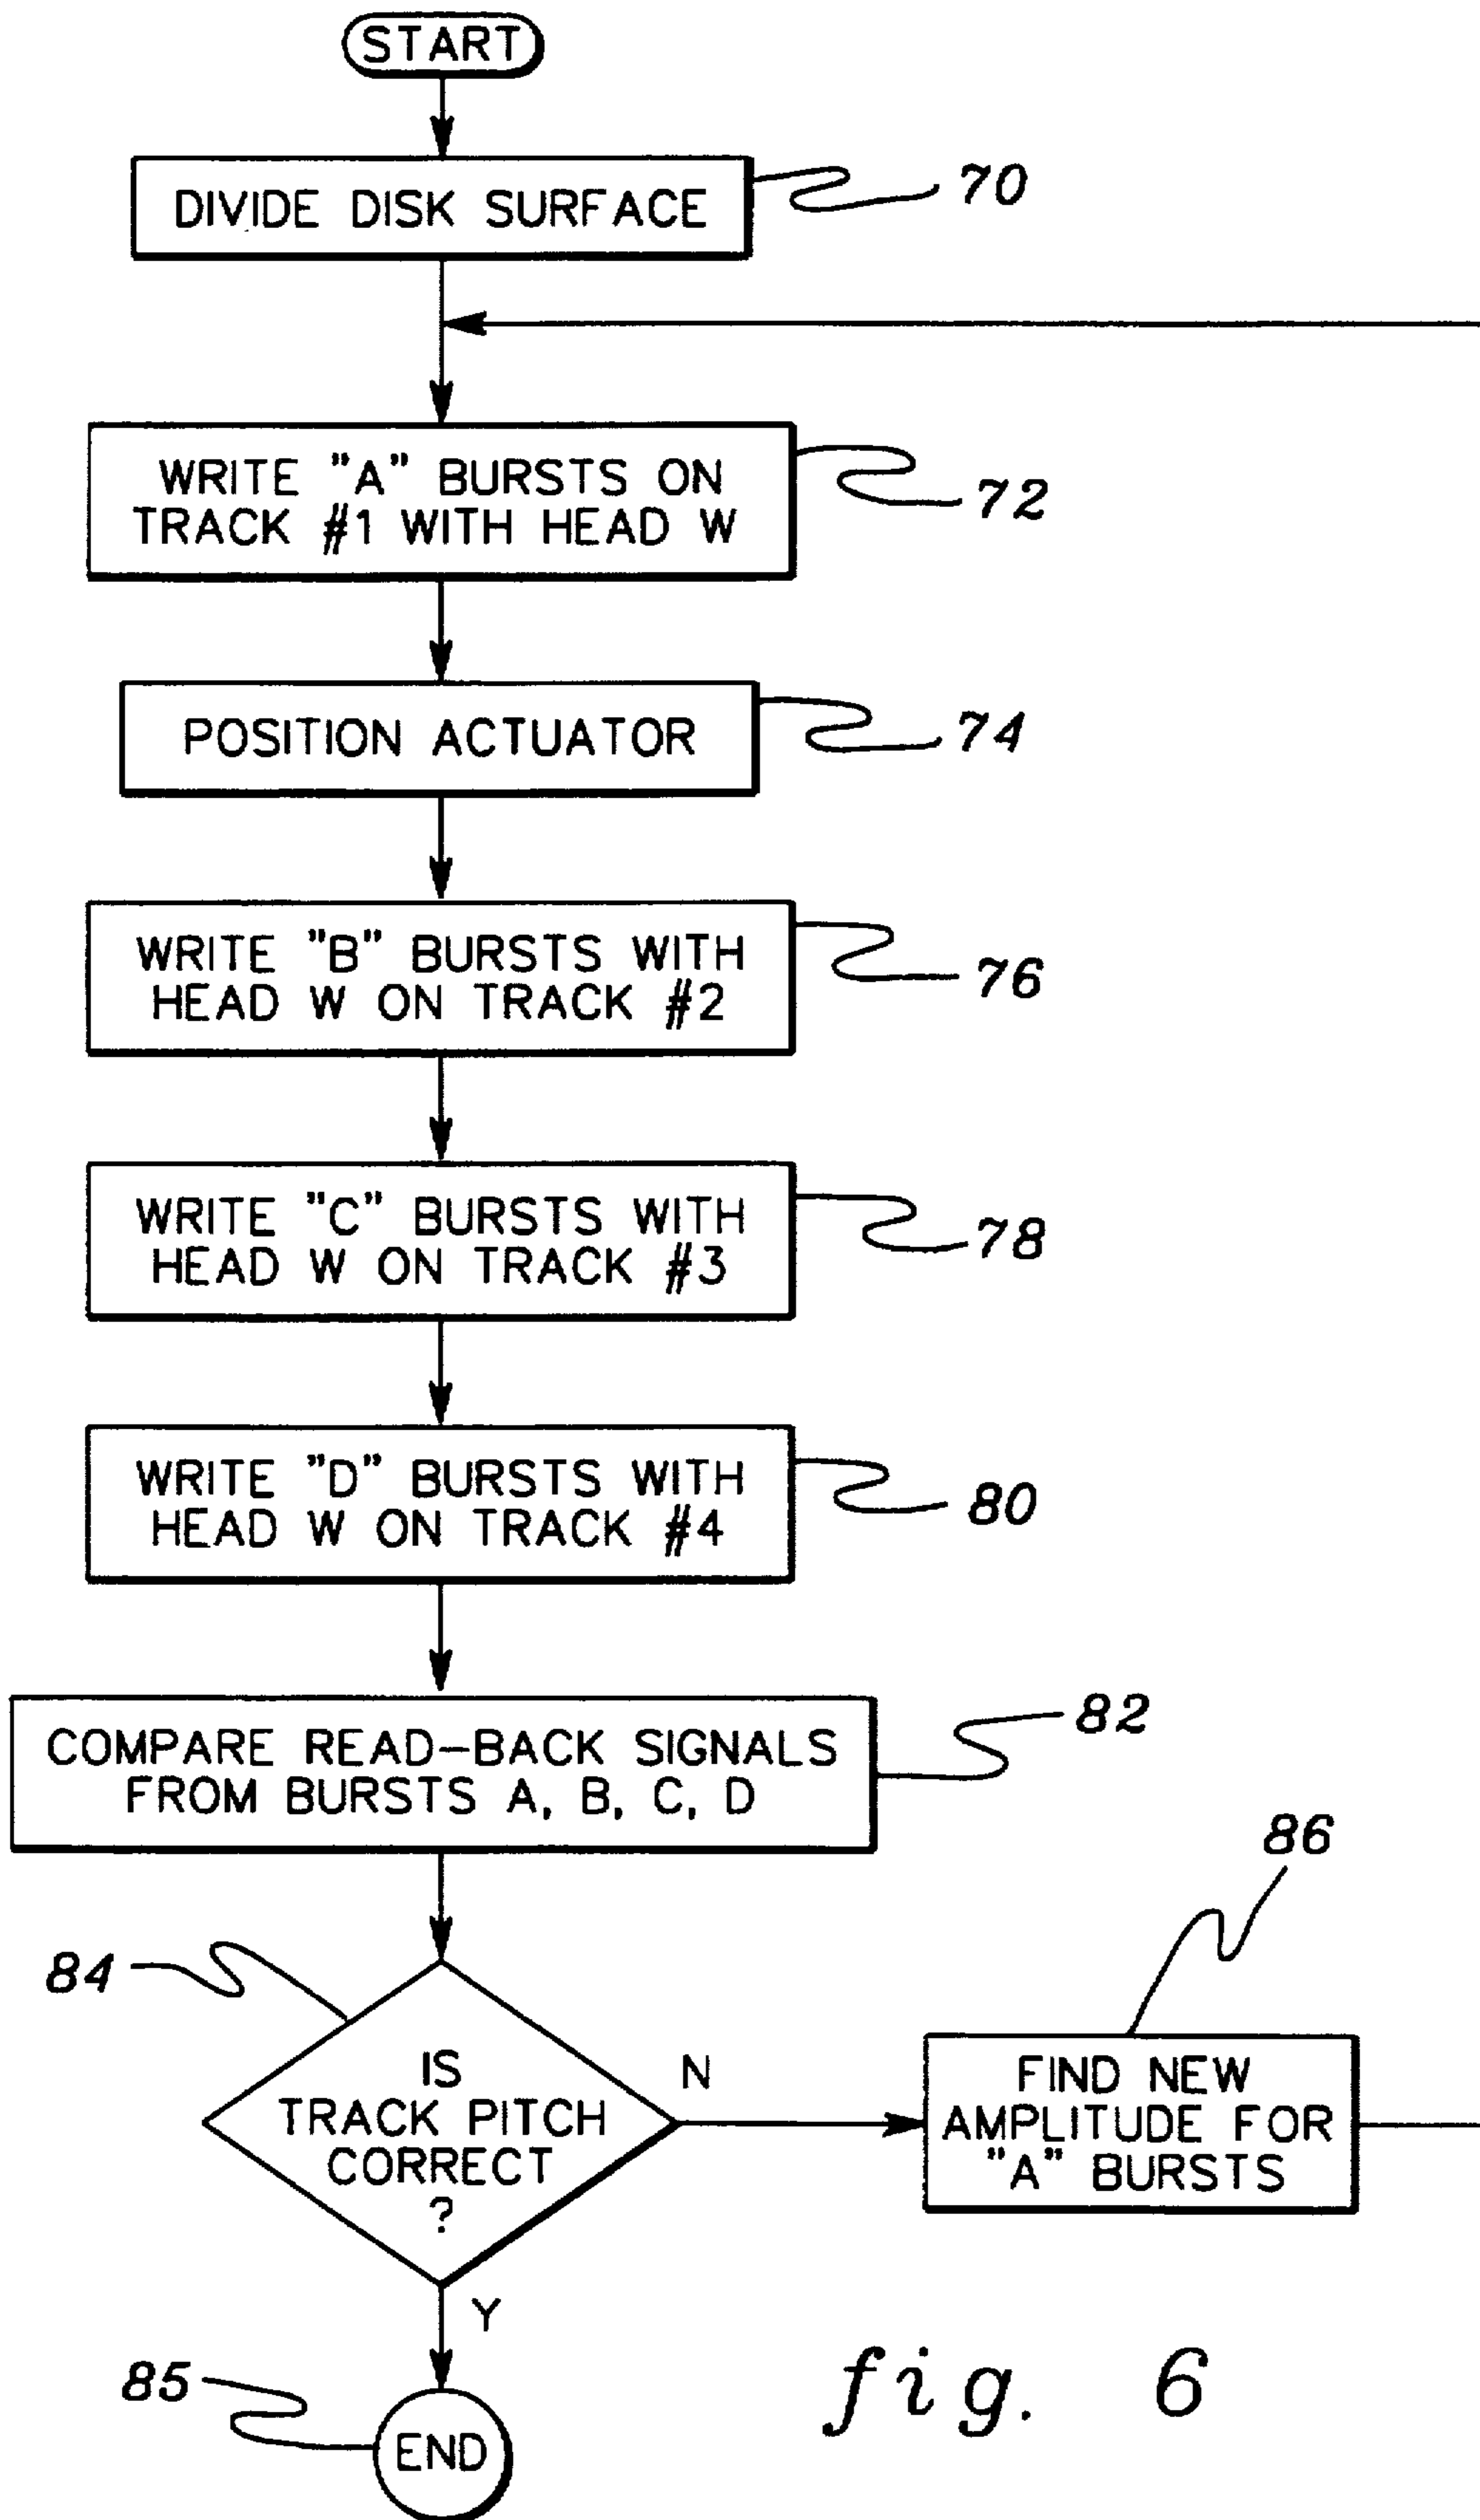 START
DIVIDE DISK SURFACE
70
WRITE "A" BURSTS ON
TRACK #1 WITH HEAD W
72
POSITION ACTUATOR
74
WRITE "B" BURSTS WITH
HEAD W ON TRACK #2
76
WRITE "C" BURSTS WITH
HEAD W ON TRACK #3
78
WRITE "D" BURSTS WITH
HEAD W ON TRACK #4
80
COMPARE READ-BACK SIGNALS
FROM BURSTS A, B, C, D
82
84
IS
TRACK PITCH
CORRECT
?
N
86
FIND NEW
AMPLITUDE FOR
"A" BURSTS
Y
85
END
fig. 6